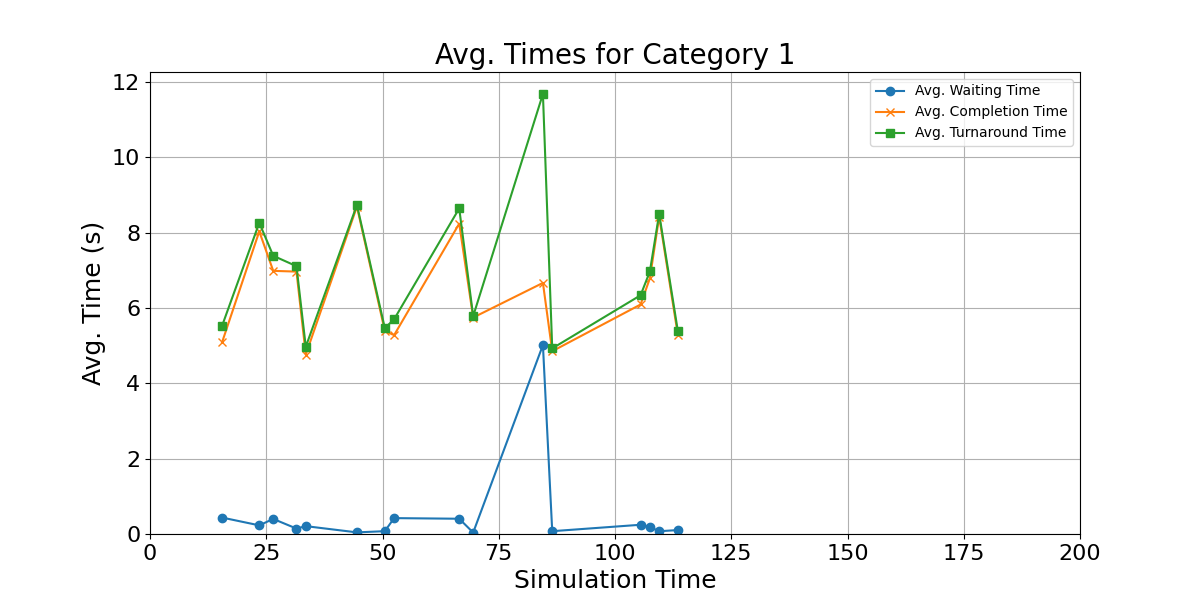 Avg. Times for Category 1
Avg. Waiting Time
Avg. Completion Time
Avg. Turnaround Time
Avg. Time (s)
12
10
8
6
4
2
0
0 25 50 75 100 125 150 175 200
Simulation Time